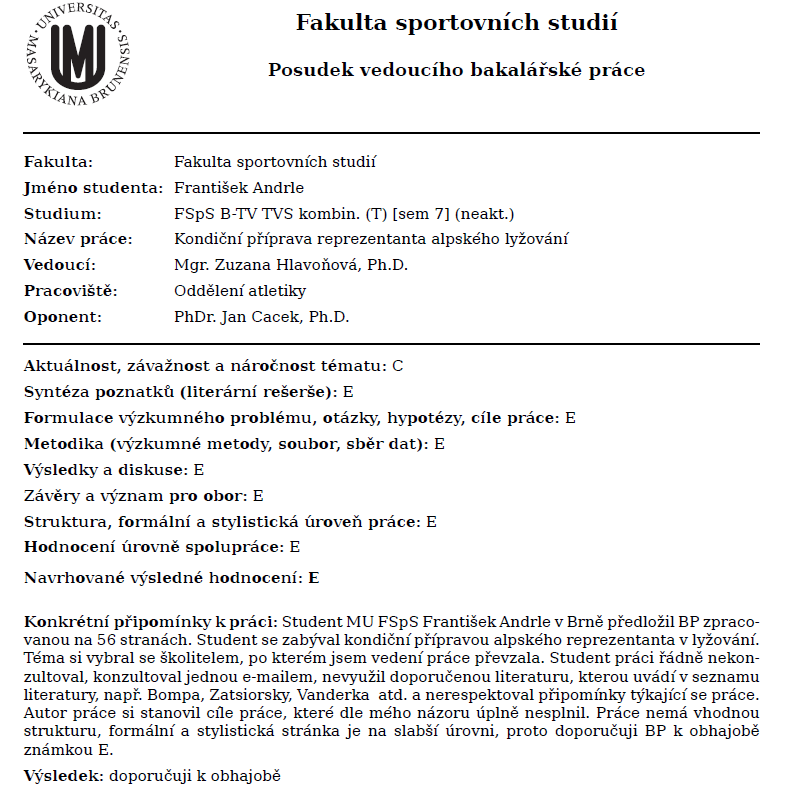 UNIVERSITAS · MASARYKIANA BRUNENSIS ·
MU
Fakulta sportovních studií
Posudek vedoucího bakalářské práce
Fakulta: Fakulta sportovních studií
Jméno studenta: František Andrle
Studium: FSpS B-TV TVS kombin. (T) [sem 7] (neakt.)
Název práce: Kondiční příprava reprezentanta alpského lyžování
Vedoucí: Mgr. Zuzana Hlavoňová, Ph.D.
Pracoviště: Oddělení atletiky
Oponent: PhDr. Jan Cacek, Ph.D.
Aktuálnost, závažnost a náročnost tématu: C
Syntéza poznatků (literární rešerše): E
Formulace výzkumného problému, otázky, hypotézy, cíle práce: E
Metodika (výzkumné metody, soubor, sběr dat): E
Výsledky a diskuse: E
Závěry a význam pro obor: E
Struktura, formální a stylistická úroveň práce: E
Hodnocení úrovně spolupráce: E
Navrhované výsledné hodnocení: E
Konkrétní připomínky k práci: Student MU FSpS František Andrle v Brně předložil BP zpraco-
vanou na 56 stranách. Student se zabýval kondiční přípravou alpského reprezentanta v lyžování.
Téma si vybral se školitelem, po kterém jsem vedení práce převzala. Student práci řádně nekon-
zultoval, konzultoval jednou e-mailem, nevyužil doporučenou literaturu, kterou uvádí v seznamu
literatury, např. Bompa, Zatsiorsky, Vanderka atd. a nerespektoval připomínky týkající se práce.
Autor práce si stanovil cíle práce, které dle mého názoru úplně nesplnil. Práce nemá vhodnou
strukturu, formální a stylistická stránka je na slabší úrovni, proto doporučuji BP k obhajobě
známkou E.
Výsledek: doporučuji k obhajobě